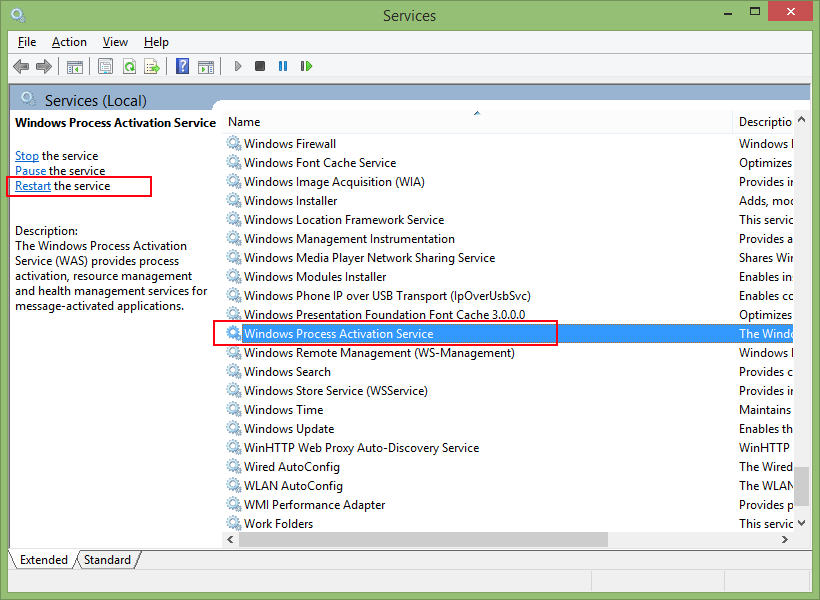 Services
File Action View Help
Services (Local)
Windows Process Activation Service
Stop the service
Pause the service
Restart the service
Description:
The Windows Process Activation
Service (WAS) provides process
activation, resource management
and health management services for
message-activated applications.
Name Descriptio
Windows Firewall Windows
Windows Font Cache Service Optimizes
Windows Image Acquisition (WIA) Provides in
Windows Installer Adds, mod
Windows Location Framework Service This servic
Windows Management Instrumentation Provides a
Windows Media Player Network Sharing Service Shares Wi
Windows Modules Installer Enables in
Windows Phone IP over USB Transport (IpOverUsbSvc) Enables co
Windows Presentation Foundation Font Cache 3.0.0.0 Optimizes
Windows Process Activation Service The Windo
Windows Remote Management (WS-Management) Windows
Windows Search Provides c
Windows Store Service (WSService) Provides i
Windows Time Maintains
Windows Update Enables th
WinHTTP Web Proxy Auto-Discovery Service WinHTTP
Wired AutoConfig The Wired
WLAN AutoConfig The WLAN
WMI Performance Adapter Provides p
Work Folders This servic
Extended Standard